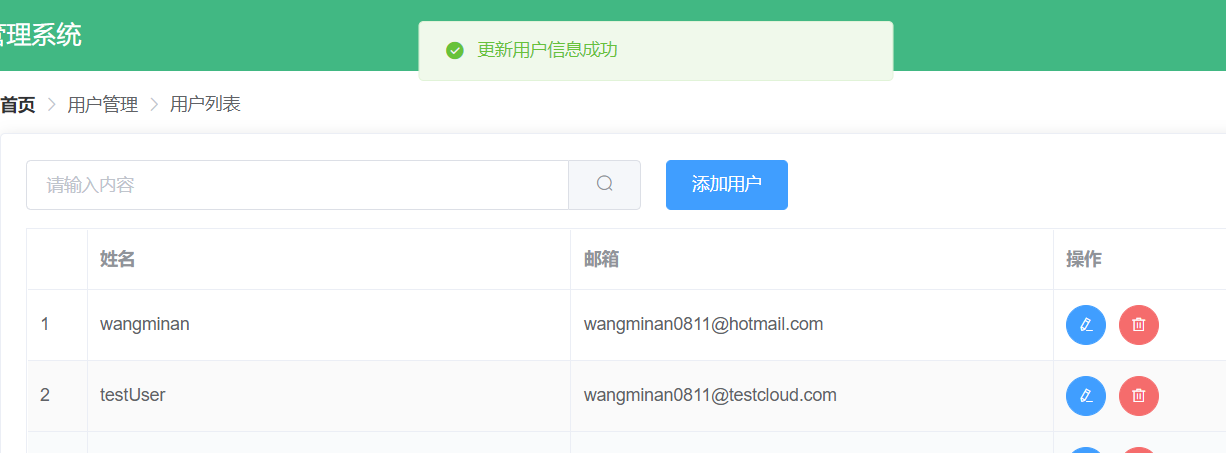 管理系统
更新用户信息成功
首页 > 用户管理 > 用户列表
请输入内容
添加用户
姓名 邮箱 操作
1 wangminan wangminan0811@hotmail.com
2 testUser wangminan0811@testcloud.com